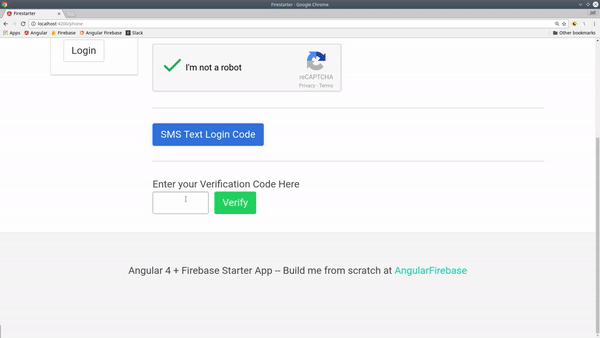 Firestarter - Google Chrome
Firestarter
localhost:4200/phone
Apps Angular Firebase Angular Firebase Slack Other bookmarks
Login
I'm not a robot
reCAPTCHA
Privacy - Terms
SMS Text Login Code
Enter your Verification Code Here
Verify
Angular 4 + Firebase Starter App -- Build me from scratch at AngularFirebase